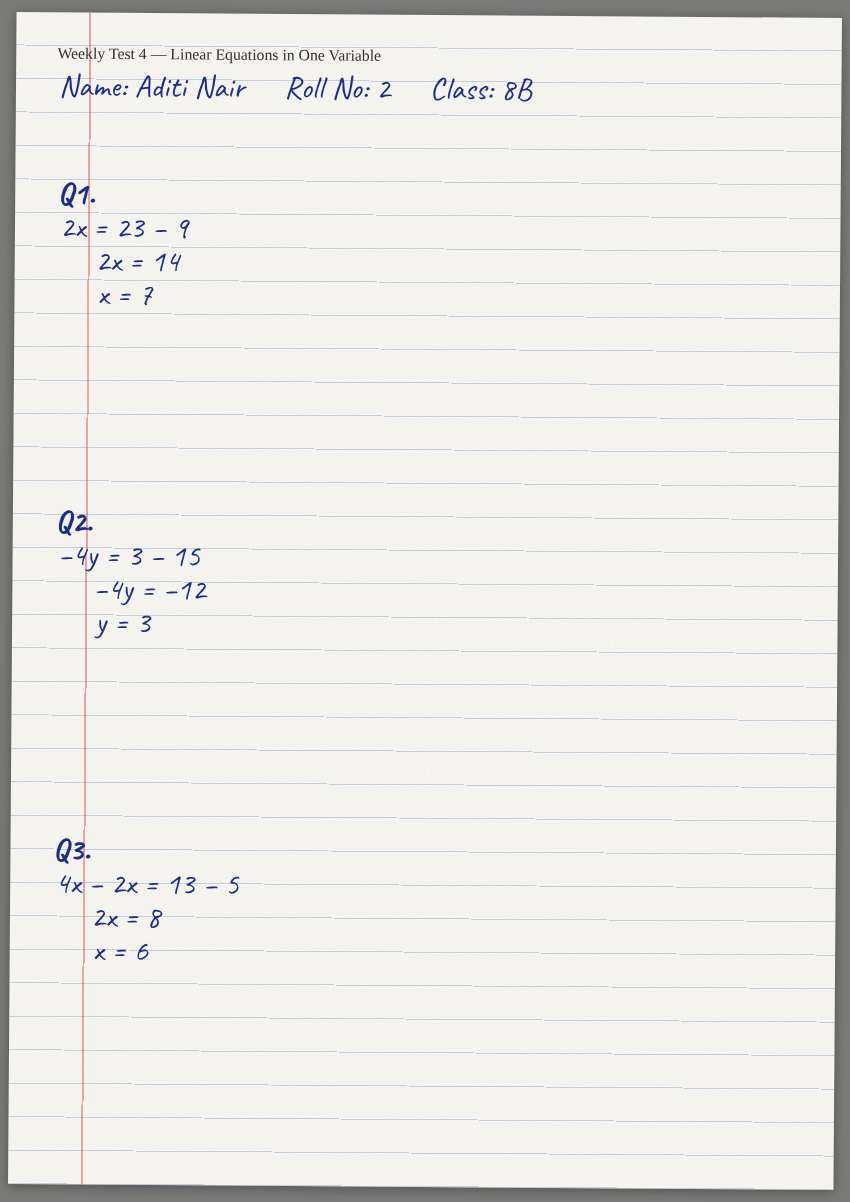 Weekly Test 4 — Linear Equations in One Variable
Name: Aditi Nair Roll No: 2 Class: 8B
Q1.
2x = 23 – 9
2x = 14
x = 7
Q2.
–4y = 3 – 15
–4y = –12
y = 3
Q3.
4x – 2x = 13 – 5
2x = 8
x = 6